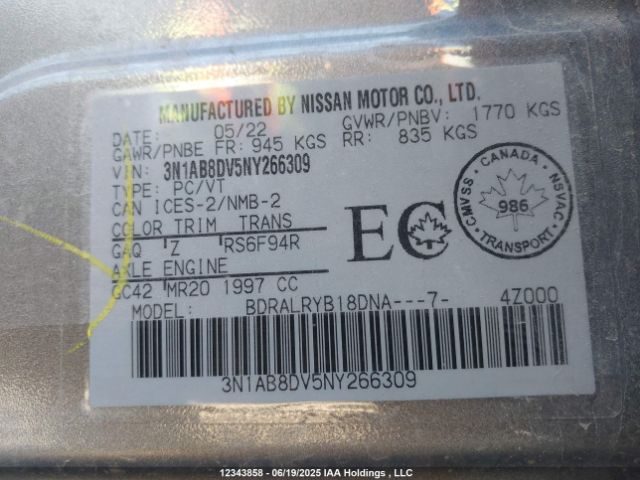 MANUFACTURED BY NISSAN MOTOR CO., LTD.
DATE: 05/22 GVWR/PNBV: 1770 KGS
GAWR/PNBE FR: 945 KGS RR: 835 KGS
VIN: 3N1AB8DV5NY266309
TYPE: PC/VT
CAN ICES-2/NMB-2
COLOR TRIM TRANS
GAQ Z RS6F94R
AXLE ENGINE
GC42 MR20 1997 CC
MODEL: BDRALRYB18DNA---7- 4Z000
EC
CMVSS · CANADA · NSVAC · TRANSPORT ·
986
3N1AB8DV5NY266309
12343858 - 06/19/2025 IAA Holdings , LLC